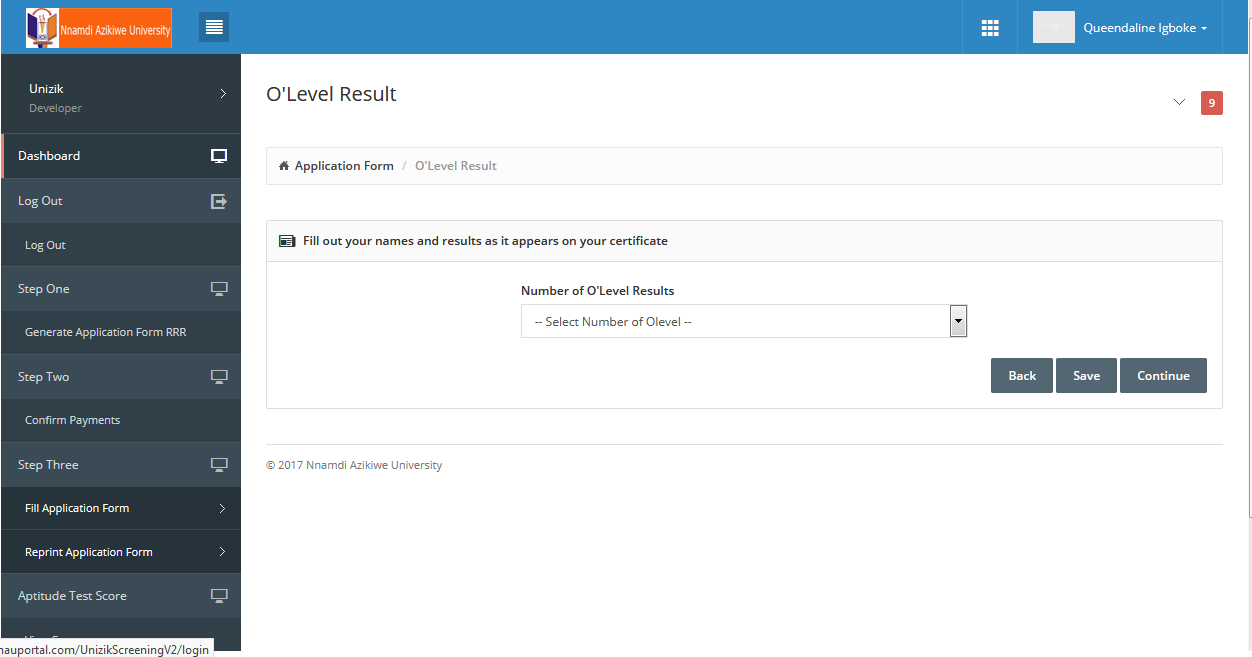 Nnamdi Azikiwe University
Queendaline Igboke
Unizik
Developer
Dashboard
Log Out
Log Out
Step One
Generate Application Form RRR
Step Two
Confirm Payments
Step Three
Fill Application Form
Reprint Application Form
Aptitude Test Score
nauportal.com/UnizikScreeningV2/login
O'Level Result
9
Application Form / O'Level Result
Fill out your names and results as it appears on your certificate
Number of O'Level Results
-- Select Number of Olevel --
Back Save Continue
© 2017 Nnamdi Azikiwe University